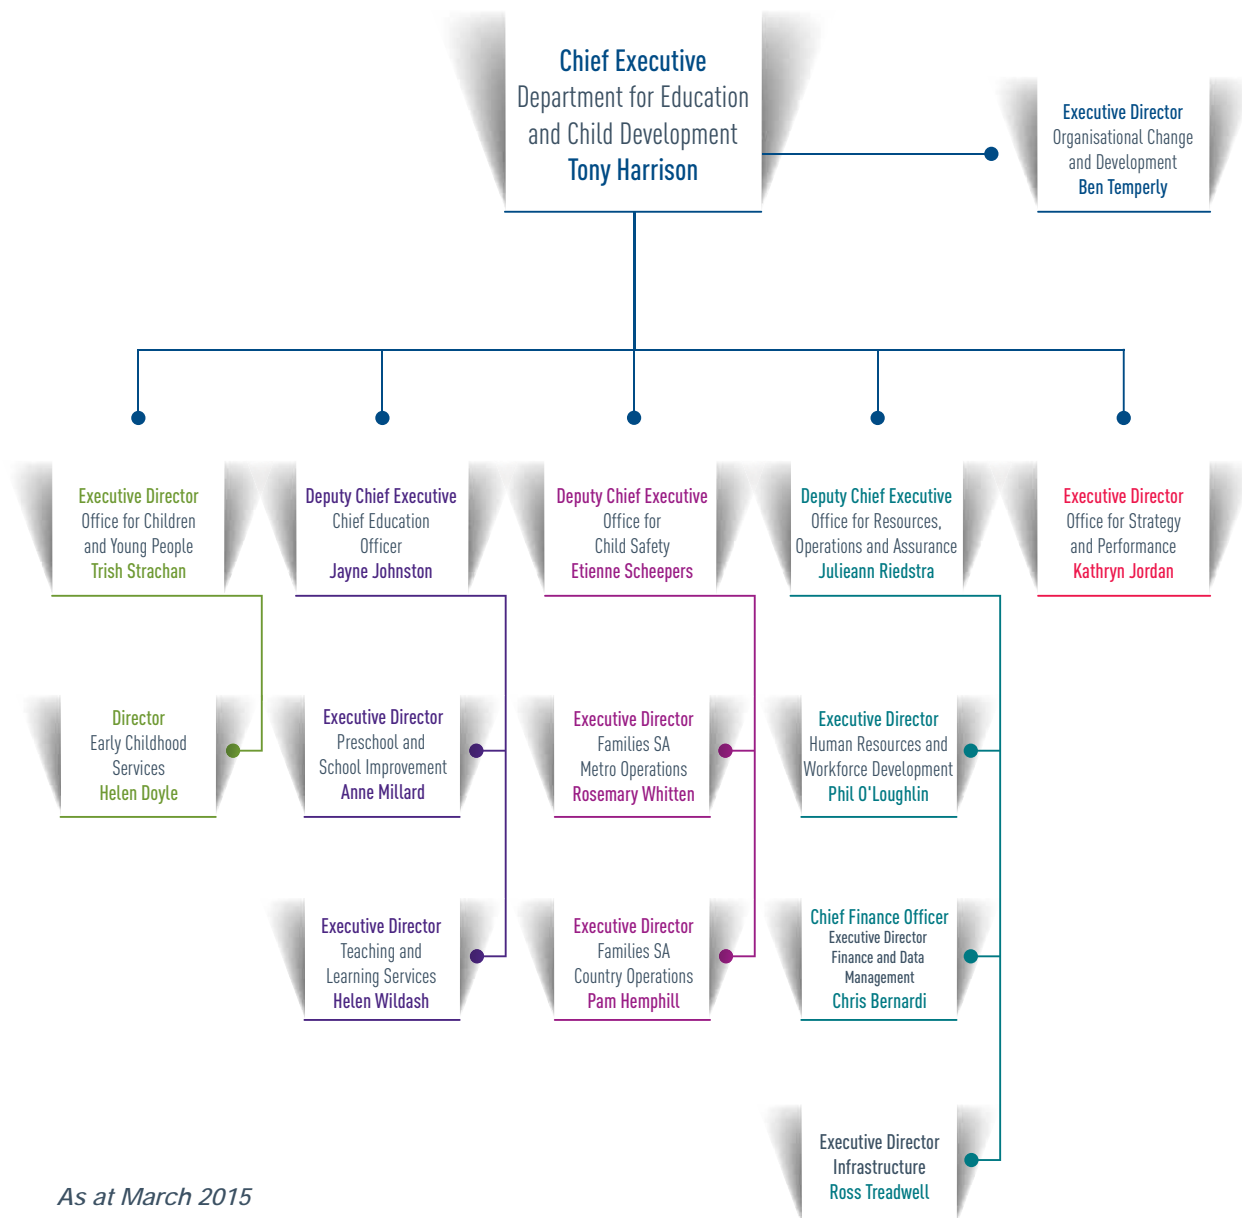 Chief Executive
Department for Education
and Child Development
Tony Harrison
Executive Director
Organisational Change
and Development
Ben Temperly
Executive Director
Office for Children
and Young People
Trish Strachan
Deputy Chief Executive
Chief Education
Officer
Jayne Johnston
Deputy Chief Executive
Office for
Child Safety
Etienne Scheepers
Deputy Chief Executive
Office for Resources,
Operations and Assurance
Julieann Riedstra
Executive Director
Office for Strategy
and Performance
Kathryn Jordan
Director
Early Childhood
Services
Helen Doyle
Executive Director
Preschool and
School Improvement
Anne Millard
Executive Director
Families SA
Metro Operations
Rosemary Whitten
Executive Director
Human Resources and
Workforce Development
Phil O'Loughlin
Executive Director
Teaching and
Learning Services
Helen Wildash
Executive Director
Families SA
Country Operations
Pam Hemphill
Chief Finance Officer
Executive Director
Finance and Data
Management
Chris Bernardi
Executive Director
Infrastructure
Ross Treadwell
As at March 2015